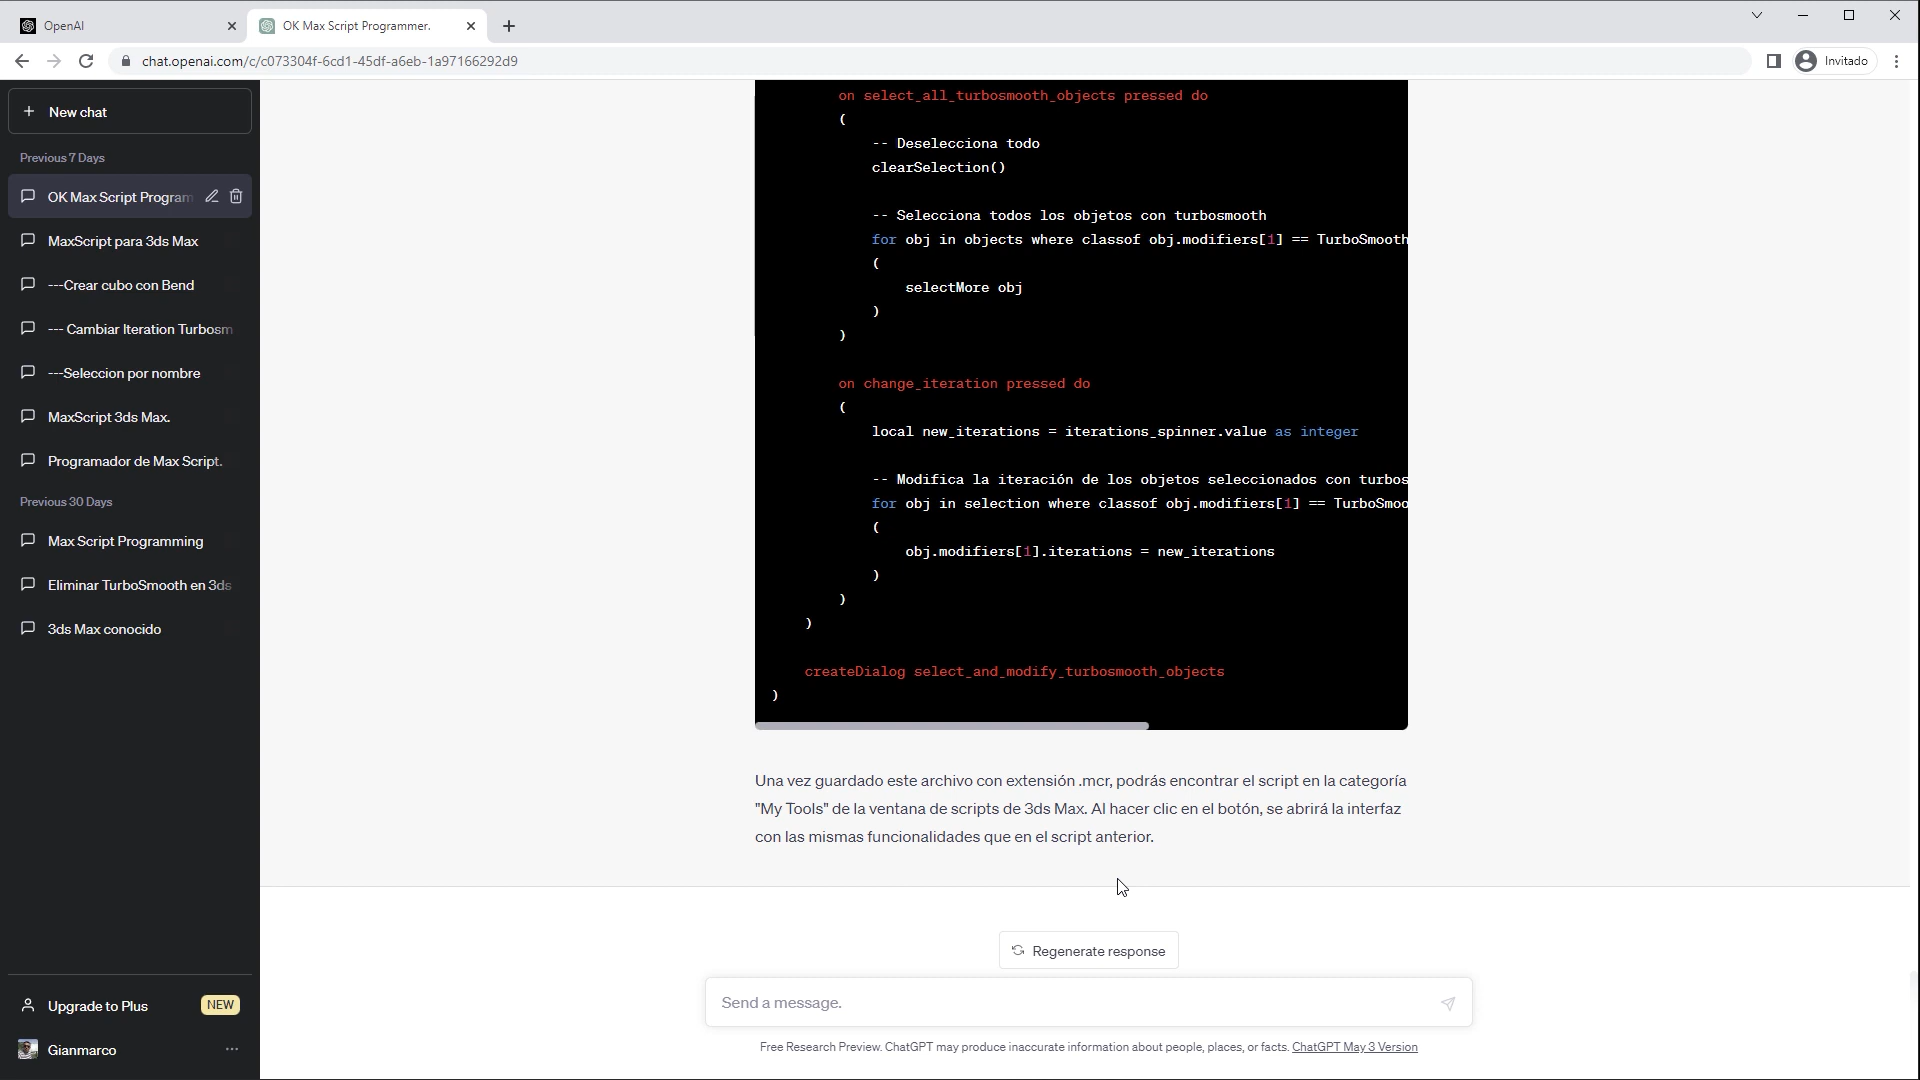 OpenAI
OK Max Script Programmer.
chat.openai.com/c/c073304f-6cd1-45df-a6eb-1a97166292d9
Invitado
New chat
Previous 7 Days
OK Max Script Program
MaxScript para 3ds Max
---Crear cubo con Bend
--- Cambiar Iteration Turbosm
---Seleccion por nombre
MaxScript 3ds Max.
Programador de Max Script.
Previous 30 Days
Max Script Programming
Eliminar TurboSmooth en 3ds
3ds Max conocido
Upgrade to Plus
NEW
Gianmarco
on select_all_turbosmooth_objects pressed do
(
-- Deselecciona todo
clearSelection()
-- Selecciona todos los objetos con turbosmooth
for obj in objects where classof obj.modifiers[1] == TurboSmooth
(
selectMore obj
)
)
on change_iteration pressed do
(
local new_iterations = iterations_spinner.value as integer
-- Modifica la iteración de los objetos seleccionados con turbos
for obj in selection where classof obj.modifiers[1] == TurboSmoo
(
obj.modifiers[1].iterations = new_iterations
)
)
)
createDialog select_and_modify_turbosmooth_objects
)
Una vez guardado este archivo con extensión .mcr, podrás encontrar el script en la categoría
"My Tools" de la ventana de scripts de 3ds Max. Al hacer clic en el botón, se abrirá la interfaz
con las mismas funcionalidades que en el script anterior.
Regenerate response
Send a message.
Free Research Preview. ChatGPT may produce inaccurate information about people, places, or facts. ChatGPT May 3 Version